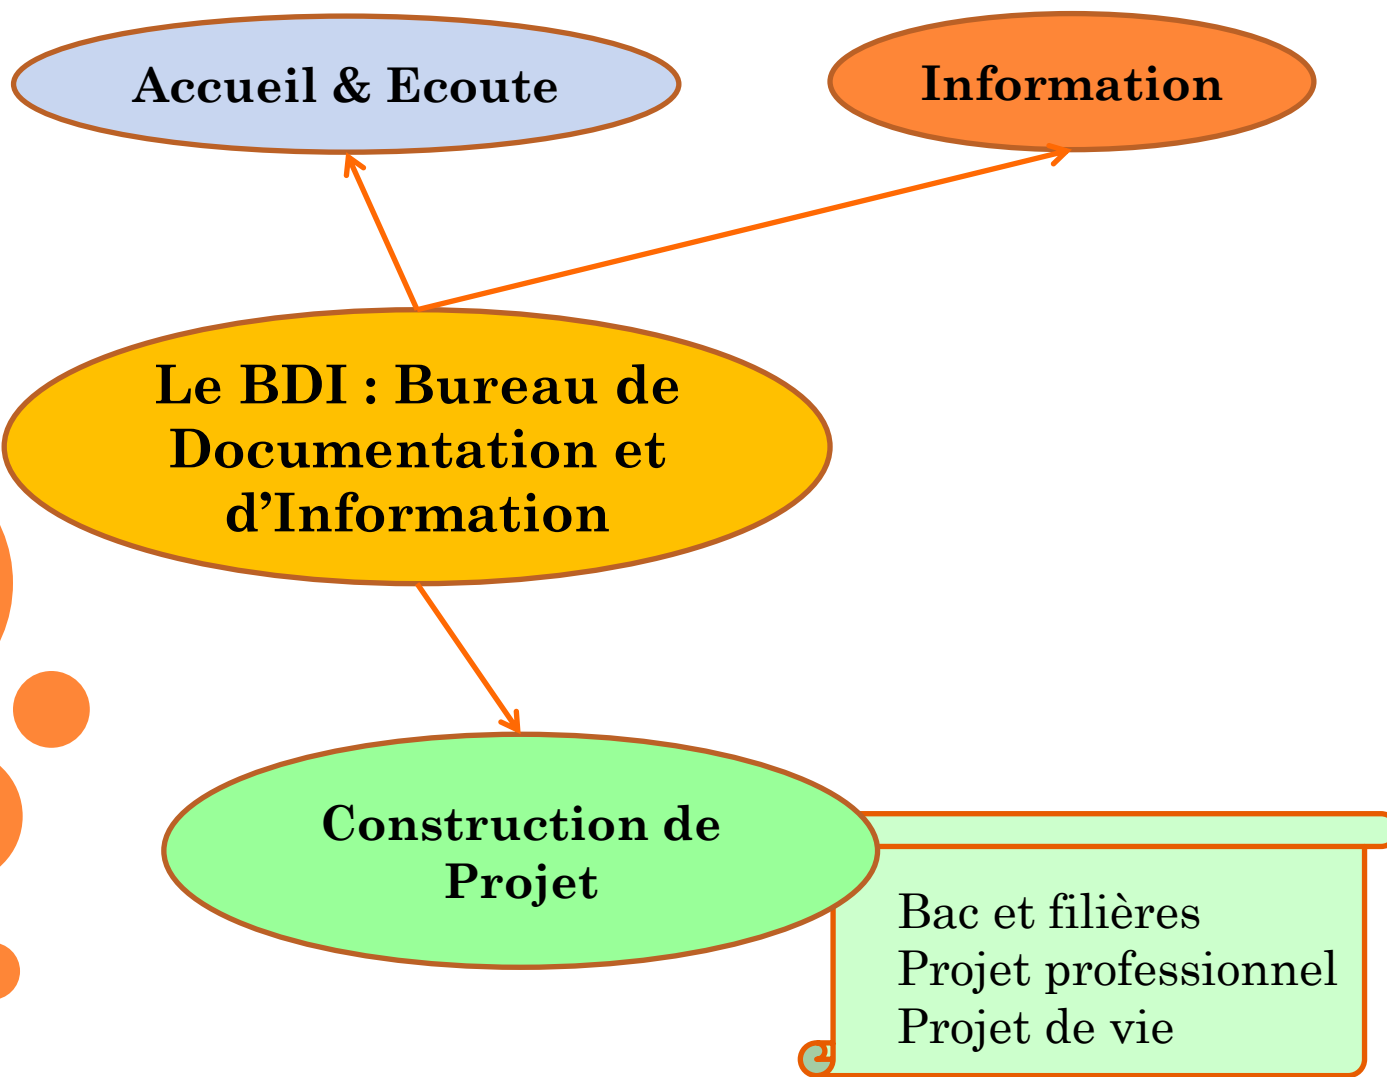 Accueil & Ecoute
Information
Le BDI : Bureau de
Documentation et
d’Information
Construction de
Projet
Bac et filières
Projet professionnel
Projet de vie